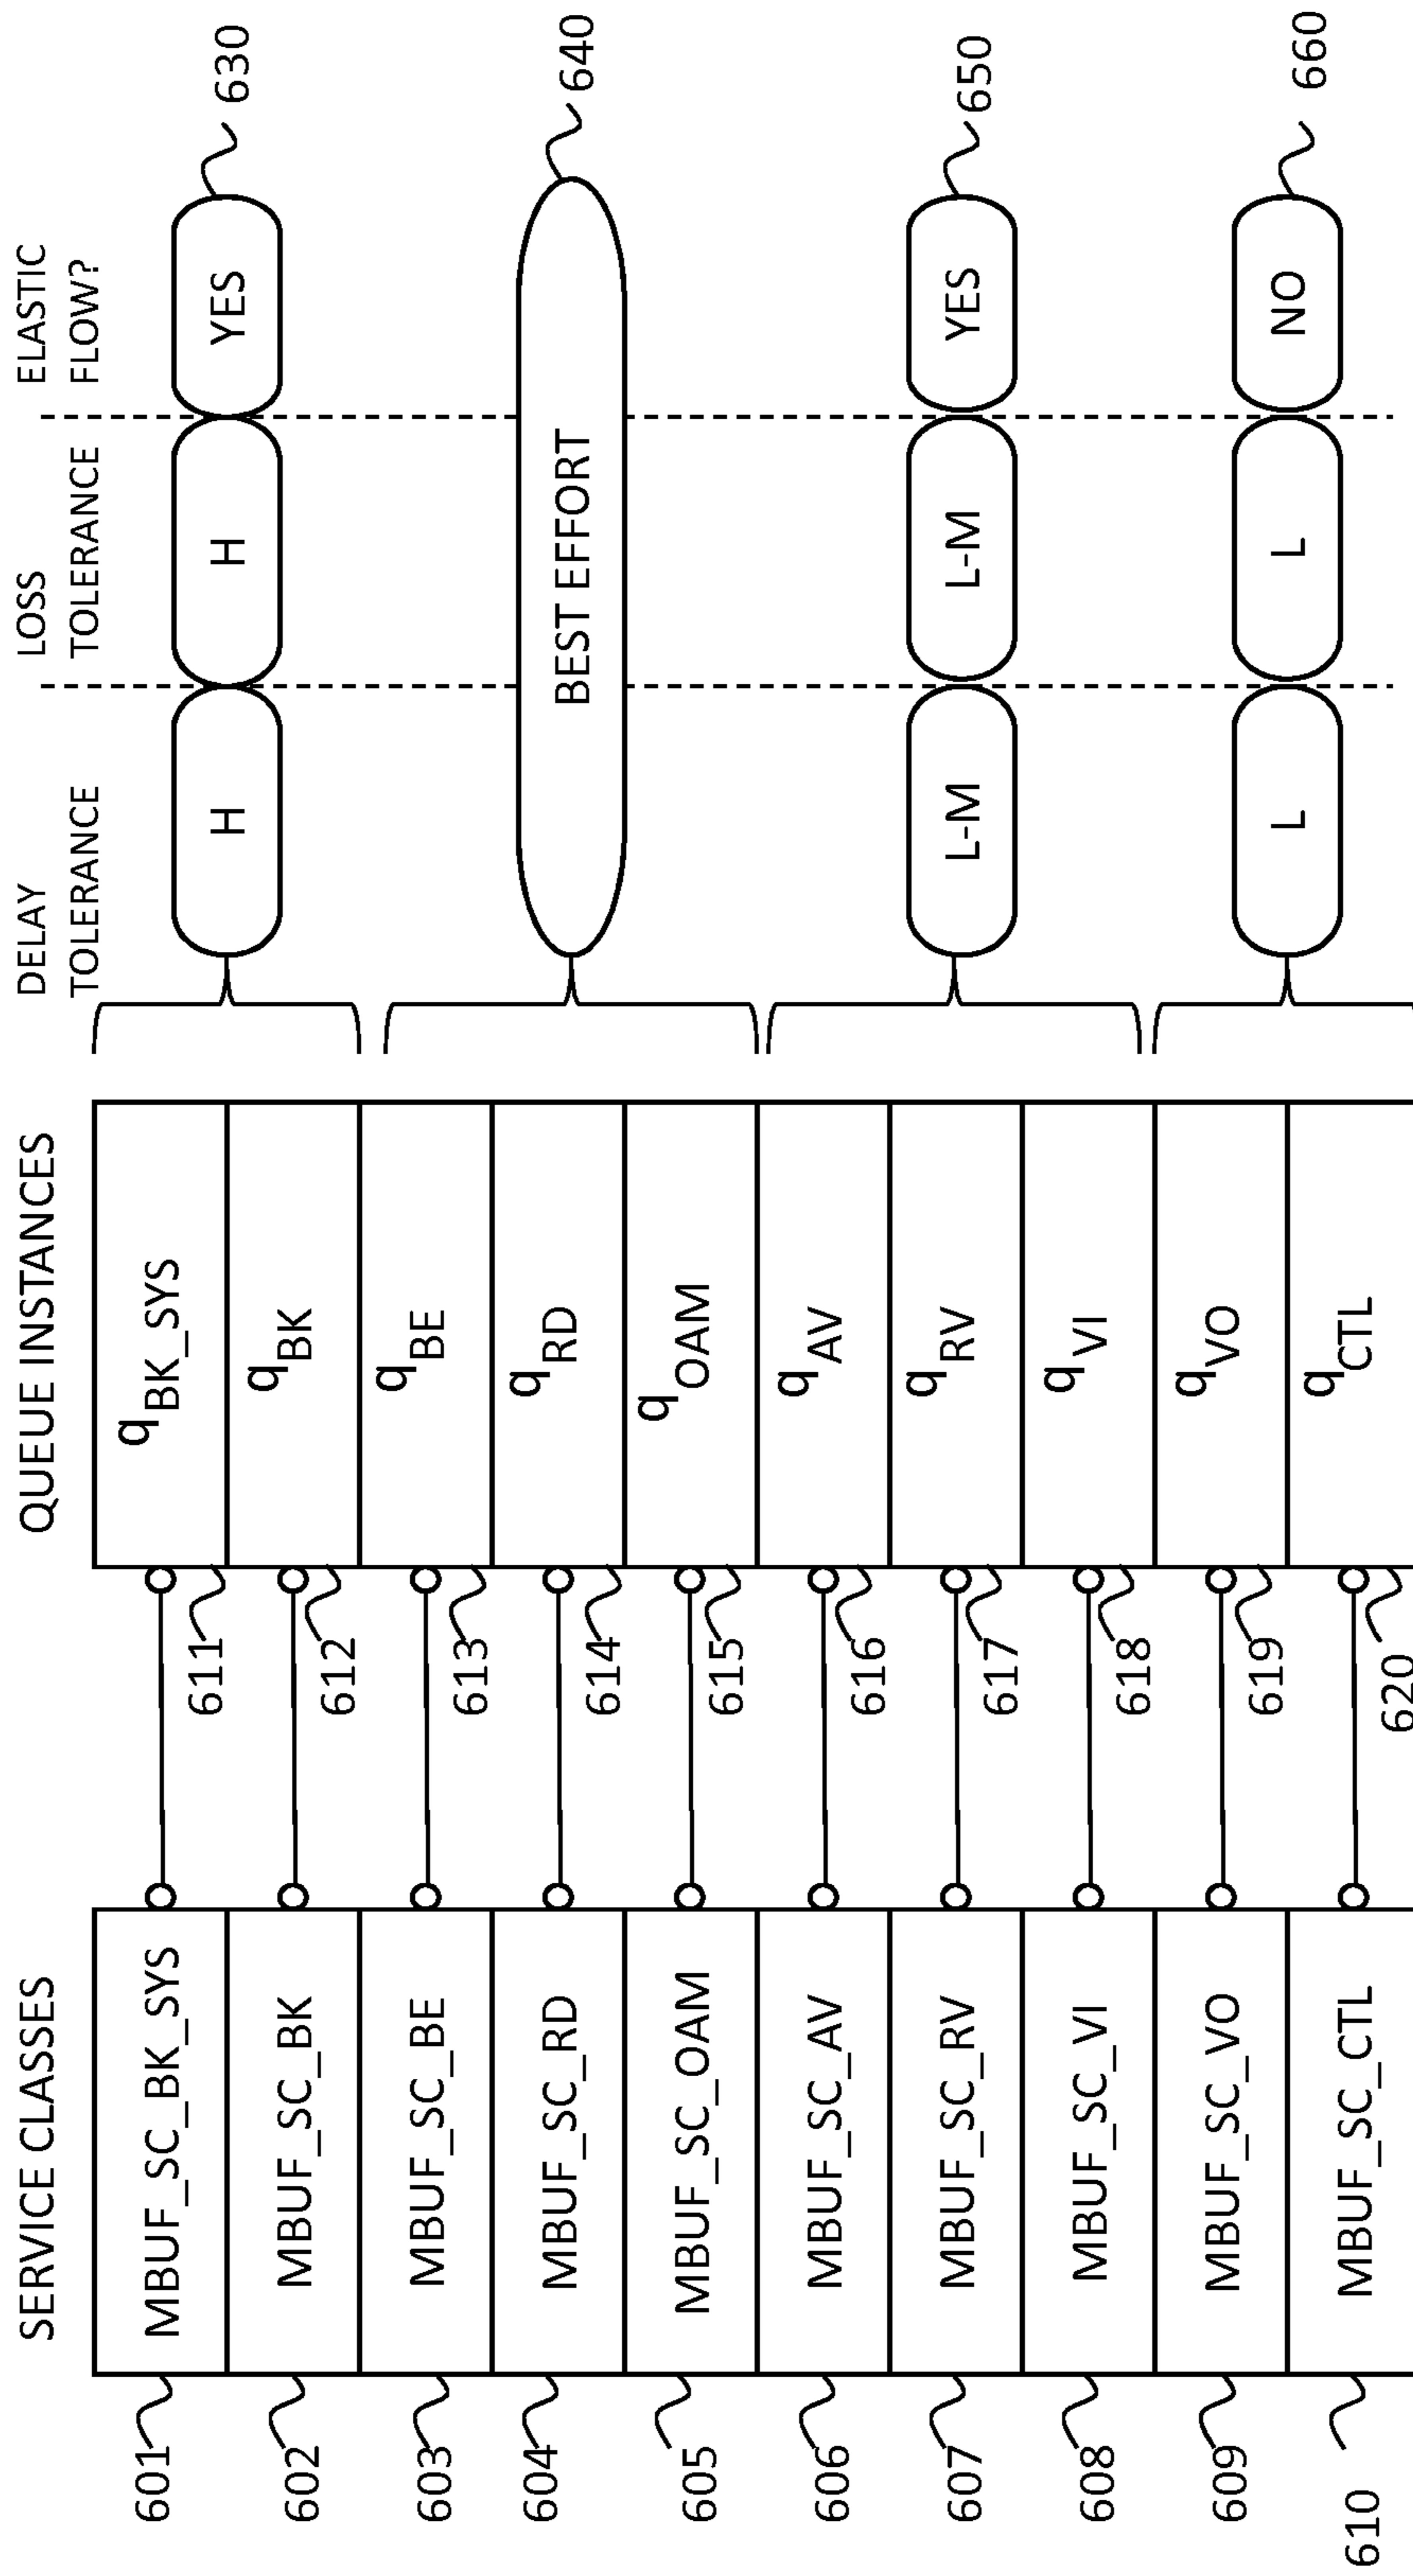 SERVICE CLASSES
QUEUE INSTANCES
DELAY
TOLERANCE
LOSS
TOLERANCE
ELASTIC
FLOW?
601
MBUF_SC_BK_SYS
611
qBK_SYS
602
MBUF_SC_BK
612
qBK
603
MBUF_SC_BE
613
qBE
604
MBUF_SC_RD
614
qRD
605
MBUF_SC_OAM
615
qOAM
606
MBUF_SC_AV
616
qAV
607
MBUF_SC_RV
617
qRV
608
MBUF_SC_VI
618
qVI
609
MBUF_SC_VO
619
qVO
610
MBUF_SC_CTL
620
qCTL
H
H
YES
630
BEST EFFORT
640
L-M
L-M
YES
650
L
L
NO
660